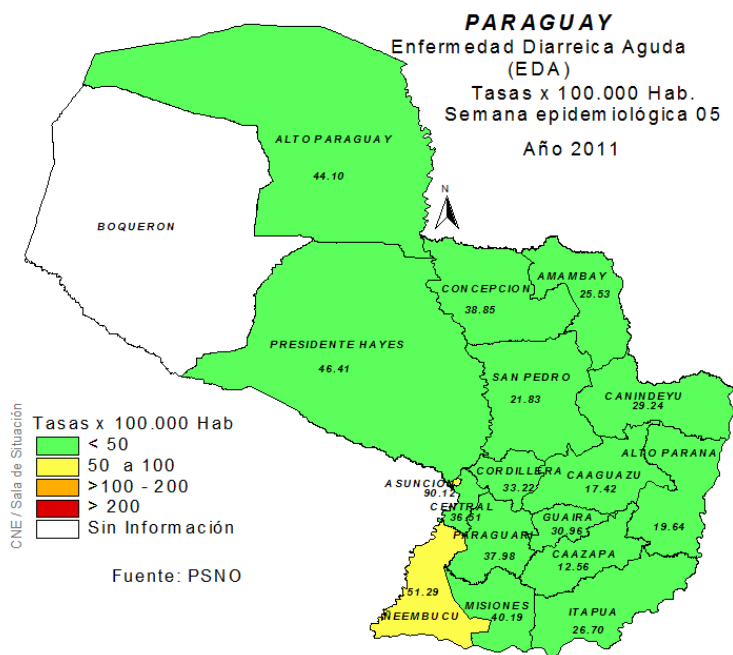 PARAGUAY
Enfermedad Diarreica Aguda
(EDA)
Tasas x 100.000 Hab.
Semana epidemiológica 05
Año 2011
N
ALTO PARAGUAY
44.10
BOQUERON
CONCEPCION
38.85
AMAMBAY
25.53
PRESIDENTE HAYES
46.41
SAN PEDRO
21.83
CANINDEYU
29.24
ALTO PARANA
19.64
CORDILLERA
33.22
CAAGUAZU
17.42
ASUNCION
90.12
CENTRAL
36.51
GUAIRA
30.96
PARAGUARI
37.98
CAAZAPA
12.56
51.29
ÑEEMBUCU
MISIONES
40.19
ITAPUA
26.70
Tasas x 100.000 Hab
< 50
50 a 100
>100 - 200
> 200
Sin Información
Fuente: PSNO
CNE / Sala de Situación